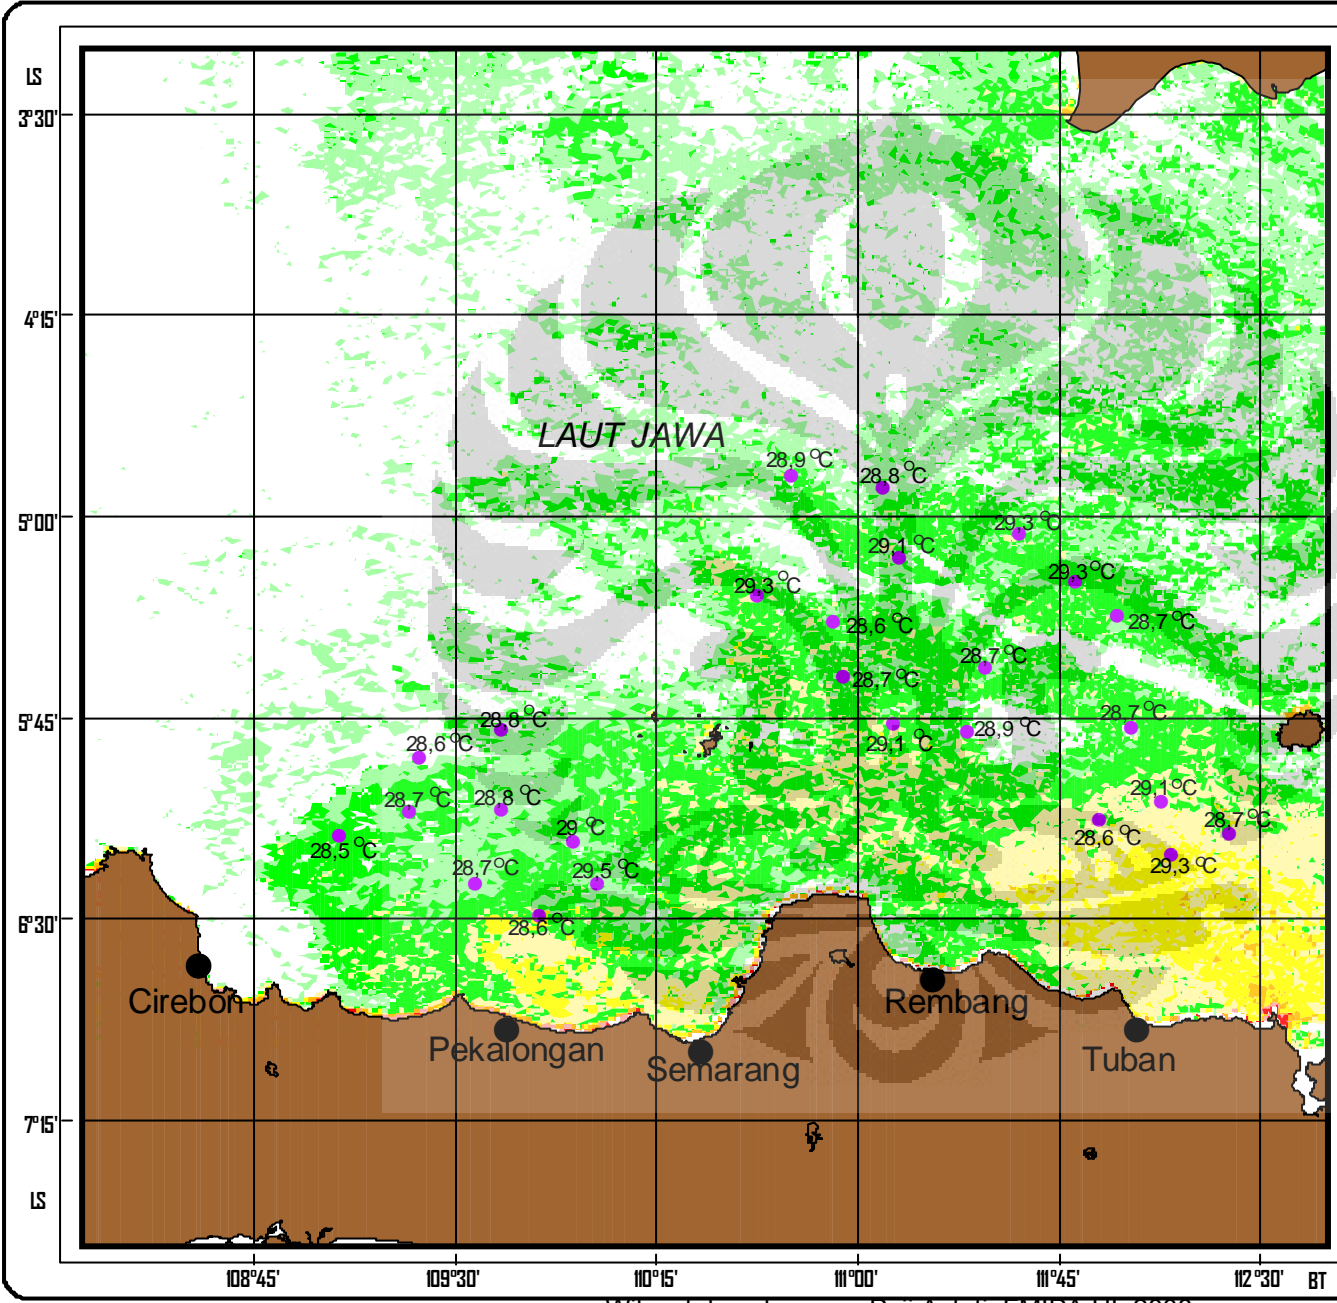 LS
3°30'
4°15'
LAUT JAWA
28,9 °C
28,8 °C
5°00'
29,3 °C
29,1 °C
29,3 °C
29,3 °C
28,6 °C
28,7 °C
28,7 °C
28,7 °C
5°45'
28,8 °C
28,7 °C
28,9 °C
29,1 °C
28,6 °C
29,1 °C
28,7 °C
28,8 °C
28,7 °C
29 °C
28,6 °C
28,5 °C
29,3 °C
28,7 °C
29,5 °C
6°30'
28,6 °C
Cirebon
Rembang
Pekalongan
Semarang
Tuban
7°15'
LS
108°45'
109°30'
110°15'
111°00'
111°45'
112°30'
BT